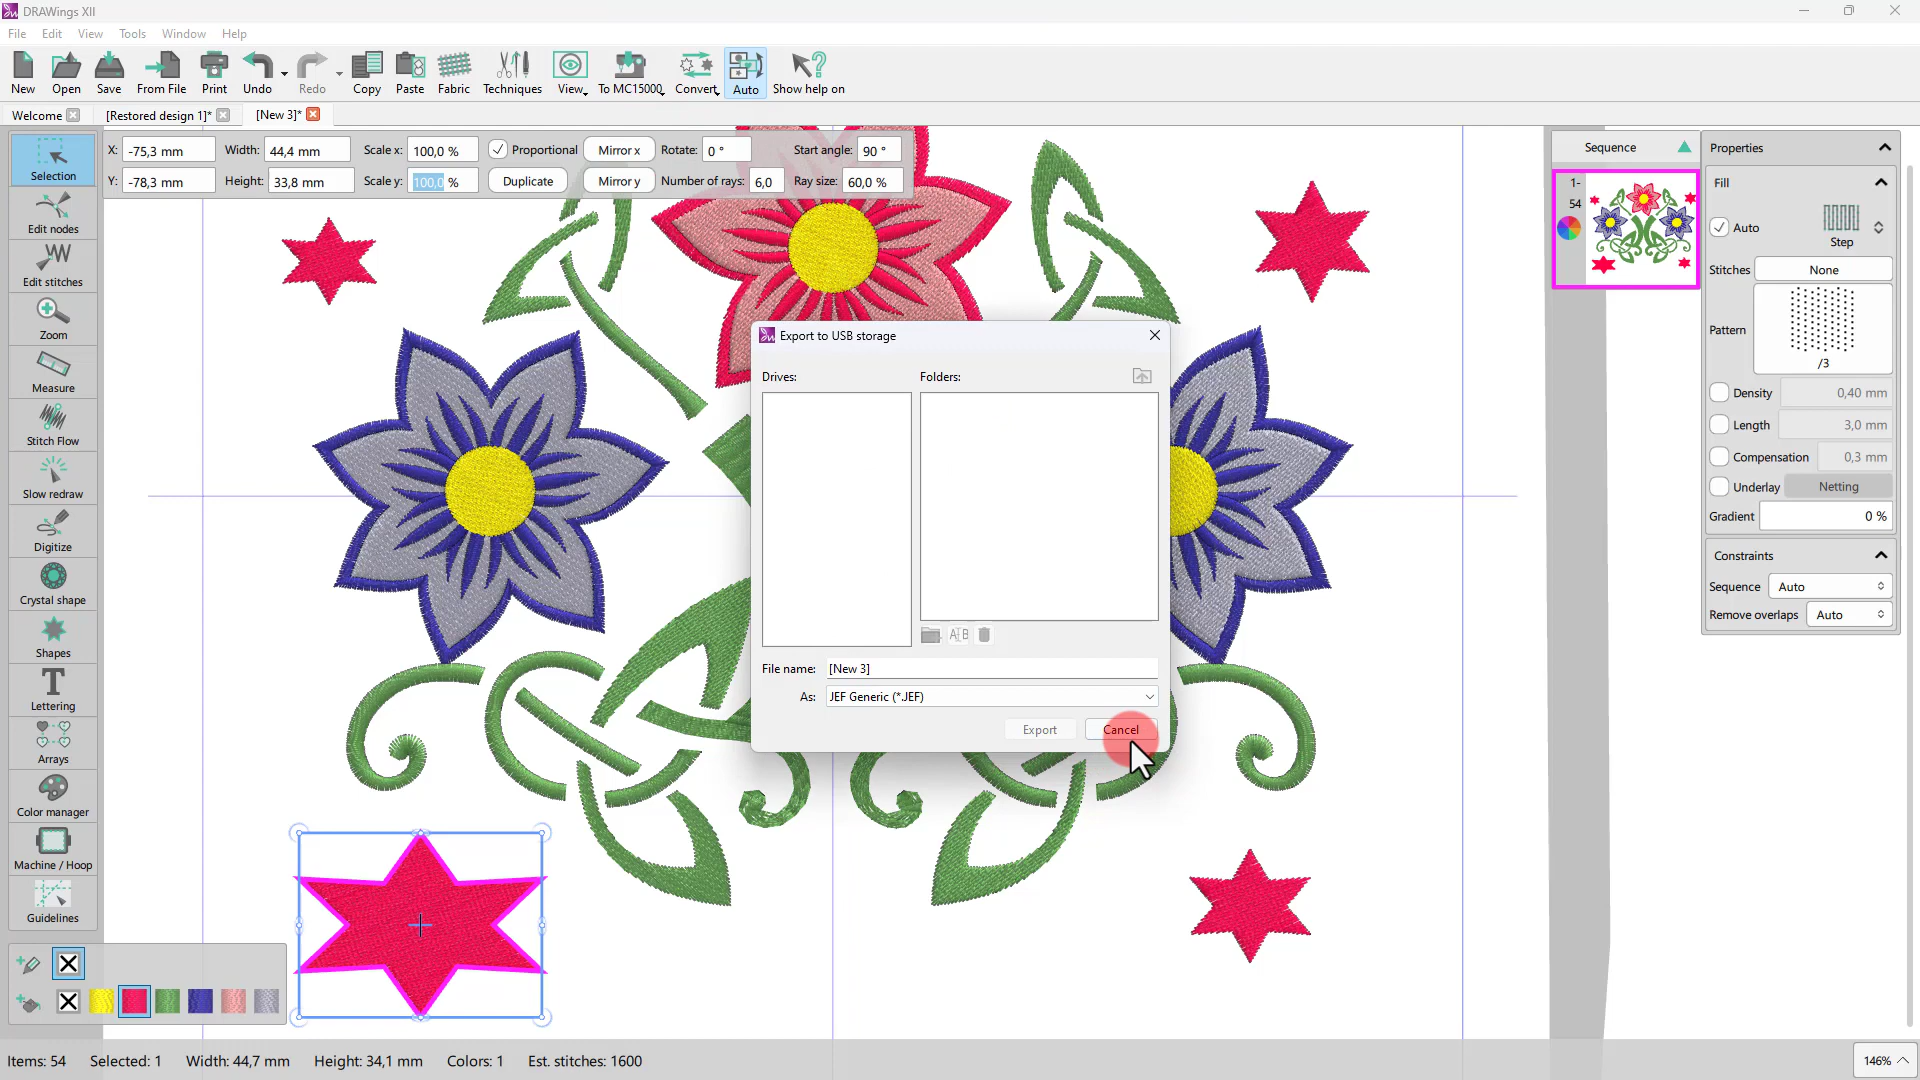 DRAWings XII
File Edit View Tools Window Help
New Open Save From File Print Undo Redo Copy Paste Fabric Techniques View To MC15000 Convert Auto Show help on
Welcome [Restored design 1]* [New 3]*
X: -75,3 mm Width: 44,4 mm Scale x: 100,0 % Proportional Mirror x Rotate: 0 ° Start angle: 90 °
Y: -78,3 mm Height: 33,8 mm Scale y: 100,0 % Duplicate Mirror y Number of rays: 6,0 Ray size: 60,0 %
Selection
Edit nodes
Edit stitches
Zoom
Measure
Stitch Flow
Slow redraw
Digitize
Crystal shape
Shapes
Lettering
Arrays
Color manager
Machine / Hoop
Guidelines
Export to USB storage
Drives: Folders:
A|B
File name: [New 3]
As: JEF Generic (*.JEF)
Export Cancel
Sequence
1-
54
Properties
Fill
Auto Step
Stitches None
Pattern
/3
Density 0,40 mm
Length 3,0 mm
Compensation 0,3 mm
Underlay Netting
Gradient 0 %
Constraints
Sequence Auto
Remove overlaps Auto
Items: 54 Selected: 1 Width: 44,7 mm Height: 34,1 mm Colors: 1 Est. stitches: 1600
146%